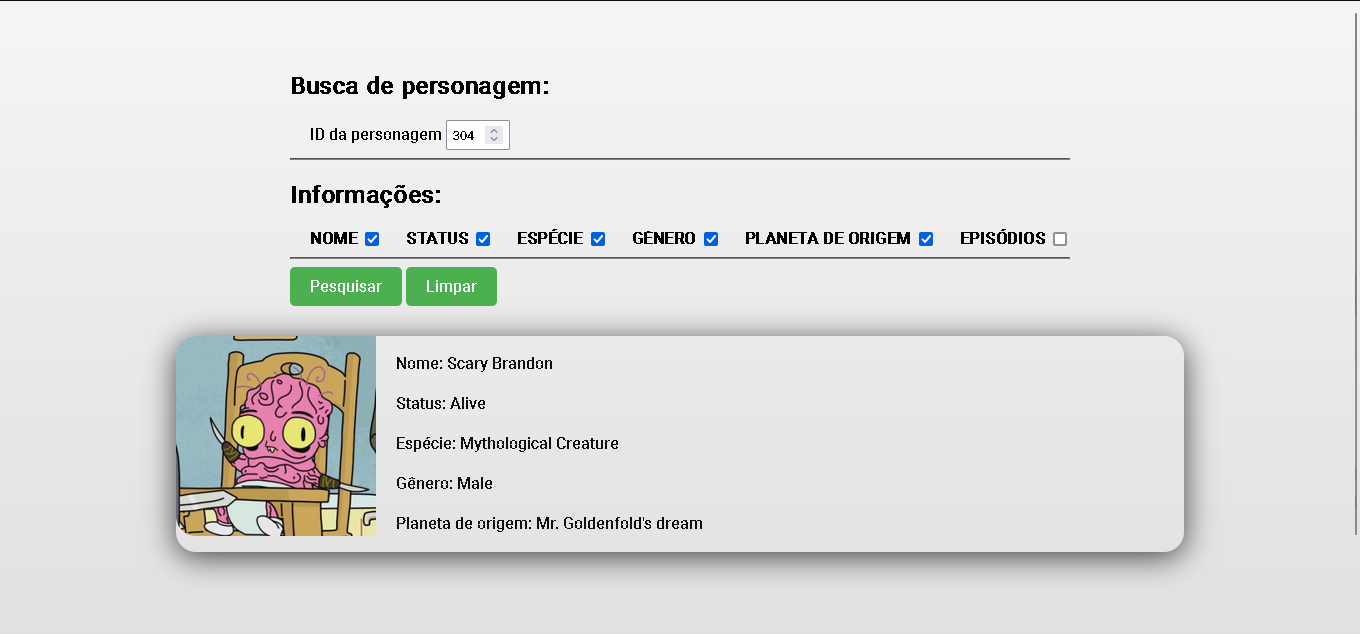 Busca de personagem:
ID da personagem 304
Informações:
NOME STATUS ESPÉCIE GÊNERO PLANETA DE ORIGEM EPISÓDIOS
Pesquisar Limpar
Nome: Scary Brandon
Status: Alive
Espécie: Mythological Creature
Gênero: Male
Planeta de origem: Mr. Goldenfold's dream